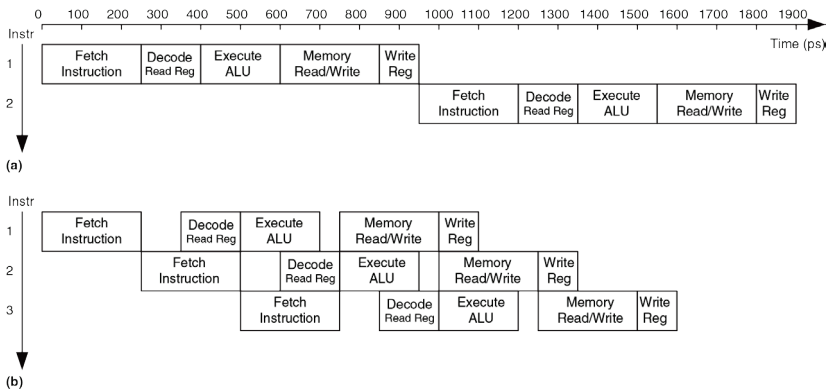 0 100 200 300 400 500 600 700 800 900 1000 1100 1200 1300 1400 1500 1600 1700 1800 1900
Instr
Time (ps)
1
Fetch Instruction
Decode Read Reg
Execute ALU
Memory Read/Write
Write Reg
2
Fetch Instruction
Decode Read Reg
Execute ALU
Memory Read/Write
Write Reg
(a)
Instr
1
Fetch Instruction
Decode Read Reg
Execute ALU
Memory Read/Write
Write Reg
2
Fetch Instruction
Decode Read Reg
Execute ALU
Memory Read/Write
Write Reg
3
Fetch Instruction
Decode Read Reg
Execute ALU
Memory Read/Write
Write Reg
(b)